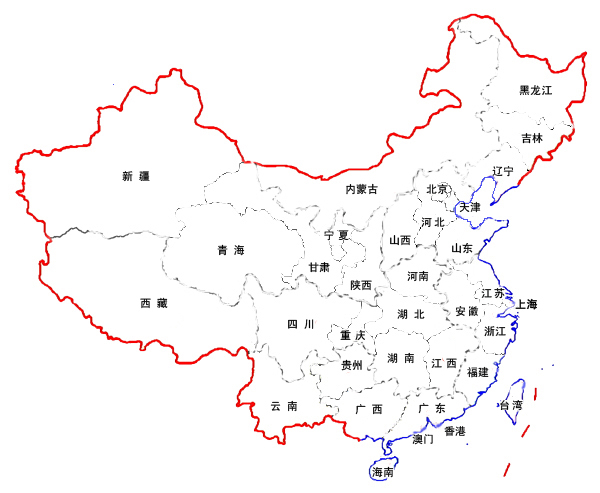 黑龙江
吉林
辽宁
新 疆
内蒙古
北京
天津
河北
宁 夏
山西
山东
青 海
甘肃
陕西
河南
江苏
西 藏
上海
安徽
湖 北
四 川
浙江
重 庆
湖 南
江 西
贵州
福建
云 南
广 西
广 东
台湾
香港
澳门
海南